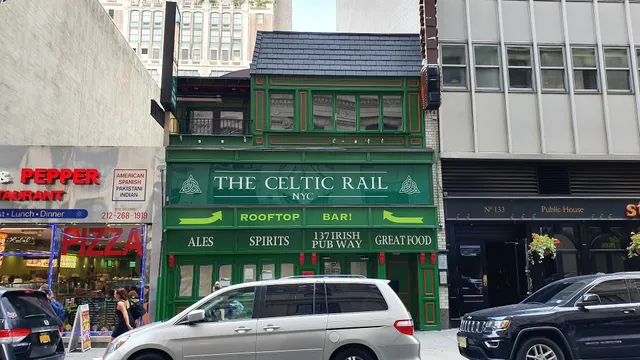 & PEPPER
RESTAURANT
Lunch • Dinner
AMERICAN
SPANISH
PAKISTANI
INDIAN
212-268-1919
PIZZA
THE CELTIC RAIL
NYC
ROOFTOP BAR!
ALES
SPIRITS
137 IRISH
PUB WAY
GREAT FOOD
No 133
Public House